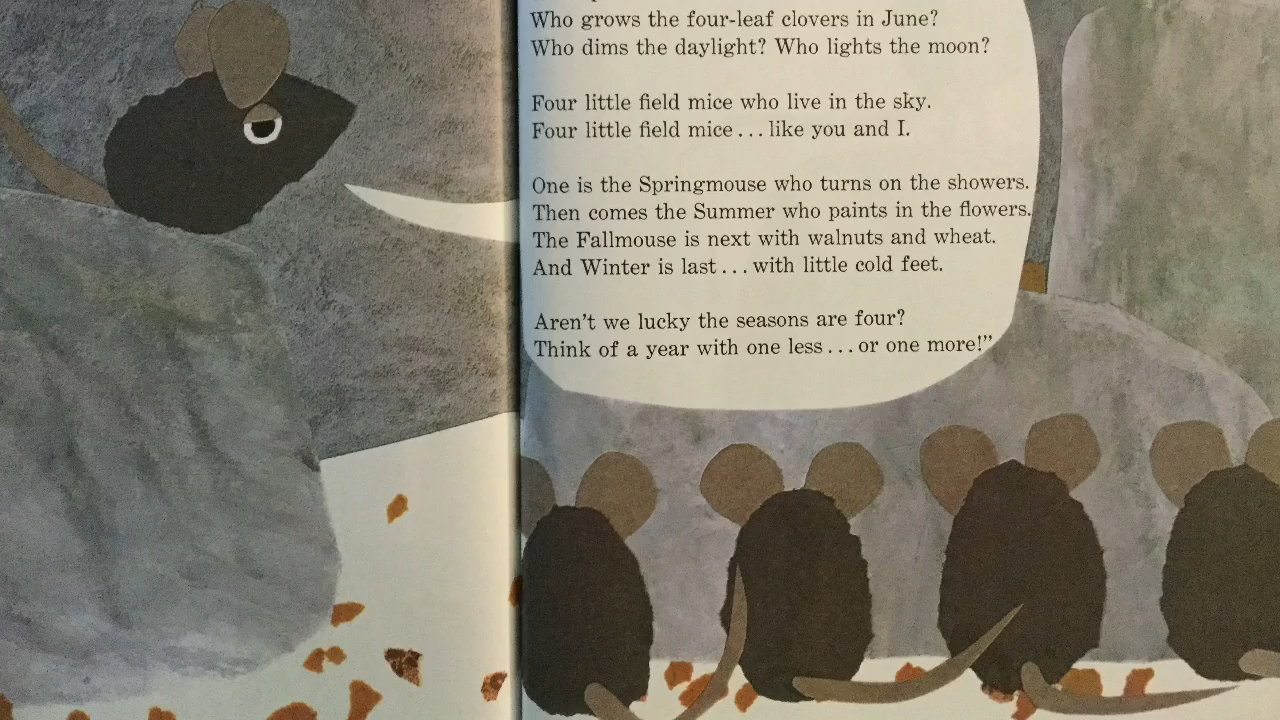 Who grows the four-leaf clovers in June?
Who dims the daylight? Who lights the moon?
Four little field mice who live in the sky.
Four little field mice . . . like you and I.
One is the Springmouse who turns on the showers.
Then comes the Summer who paints in the flowers.
The Fallmouse is next with walnuts and wheat.
And Winter is last . . . with little cold feet.
Aren't we lucky the seasons are four?
Think of a year with one less . . . or one more!”